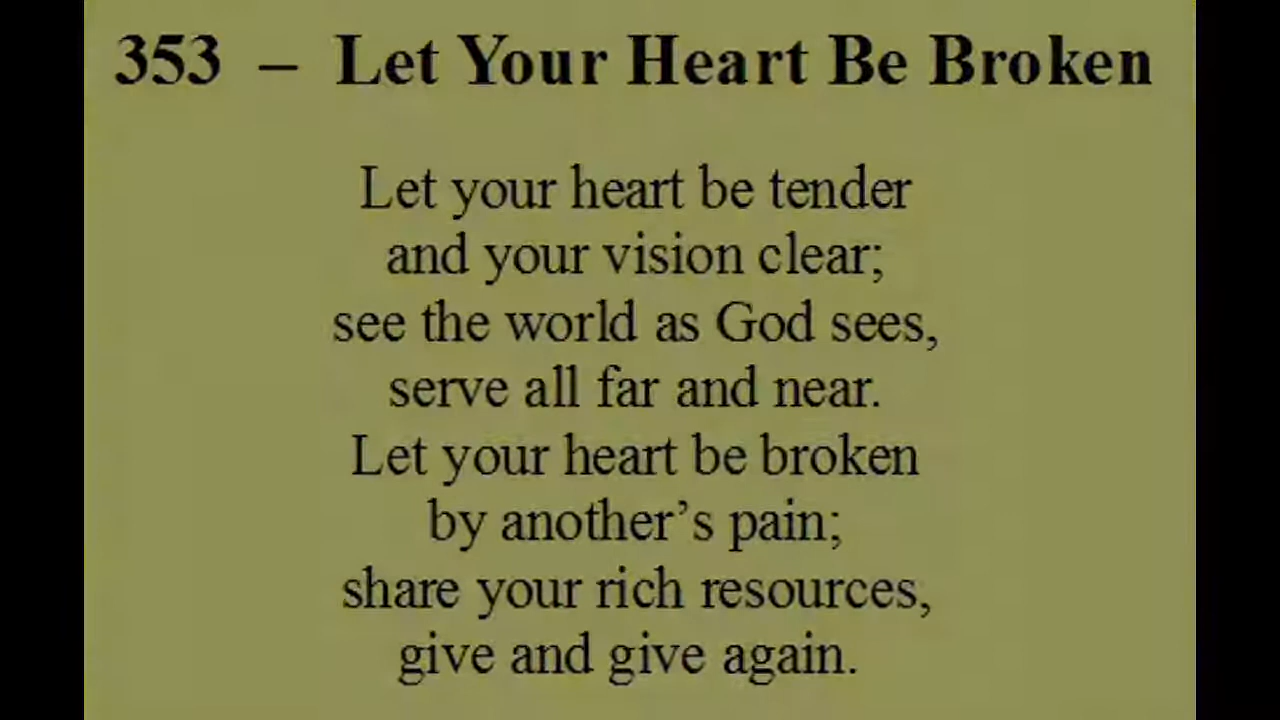 353 – Let Your Heart Be Broken
Let your heart be tender
and your vision clear;
see the world as God sees,
serve all far and near.
Let your heart be broken
by another’s pain;
share your rich resources,
give and give again.